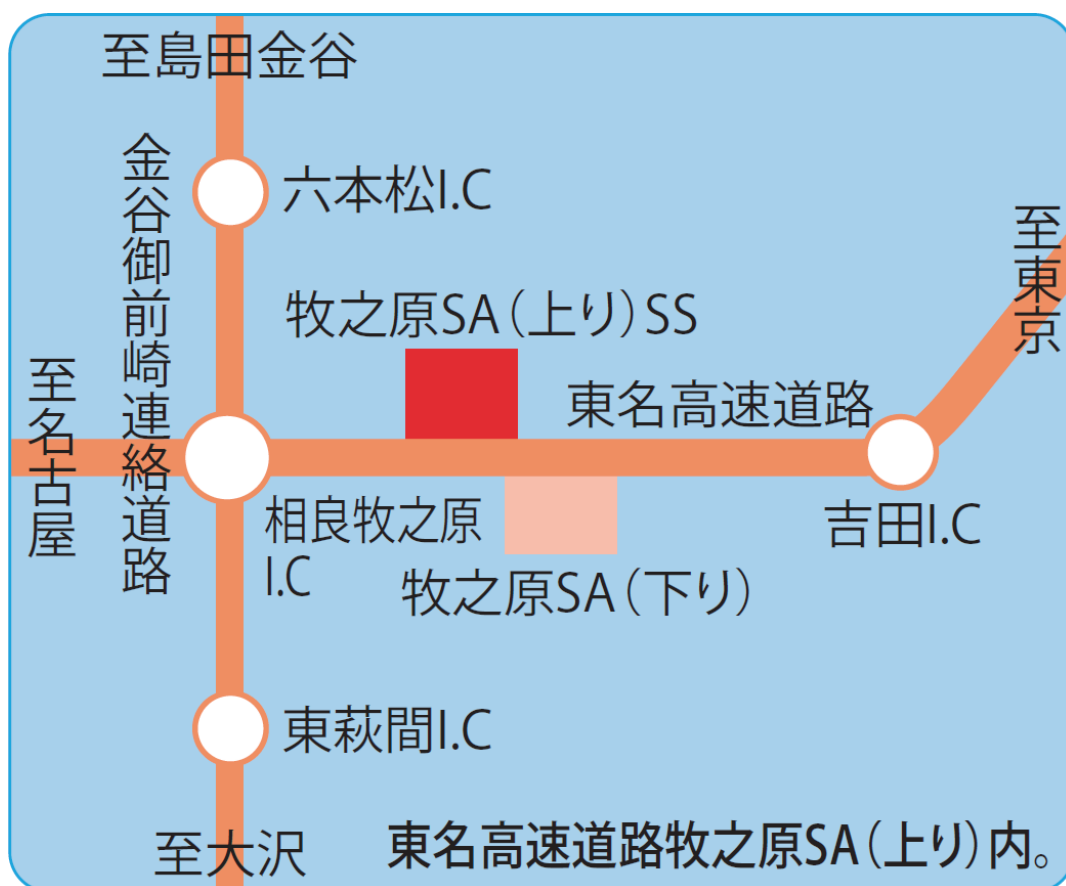 至島田金谷
六本松I.C
金谷御前崎連絡道路
至東京
牧之原SA（上り）SS
至名古屋
東名高速道路
相良牧之原
I.C
吉田I.C
牧之原SA（下り）
東萩間I.C
至大沢
東名高速道路牧之原SA（上り）内。